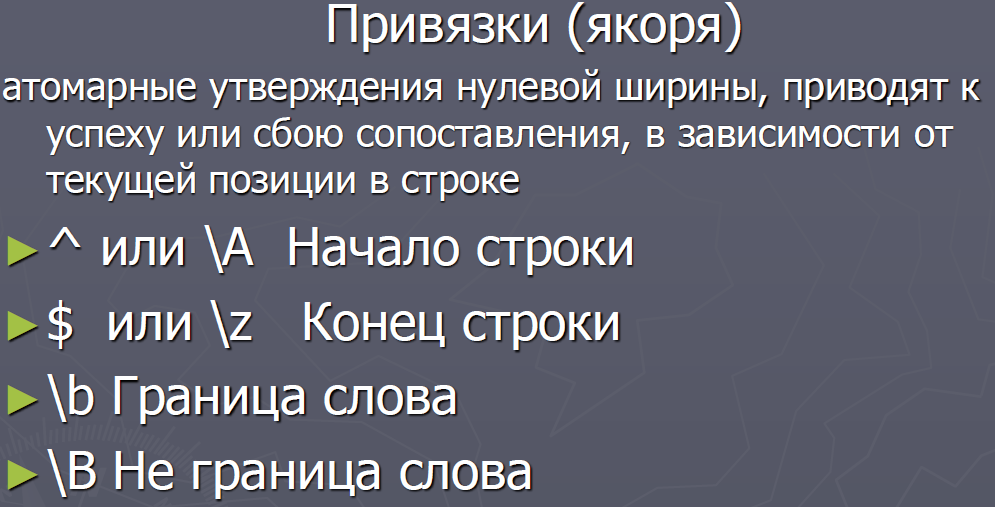 Привязки (якоря)
атомарные утверждения нулевой ширины, приводят к
успеху или сбою сопоставления, в зависимости от
текущей позиции в строке
► ^ или \A Начало строки
► $ или \z Конец строки
► \b Граница слова
► \B Не граница слова